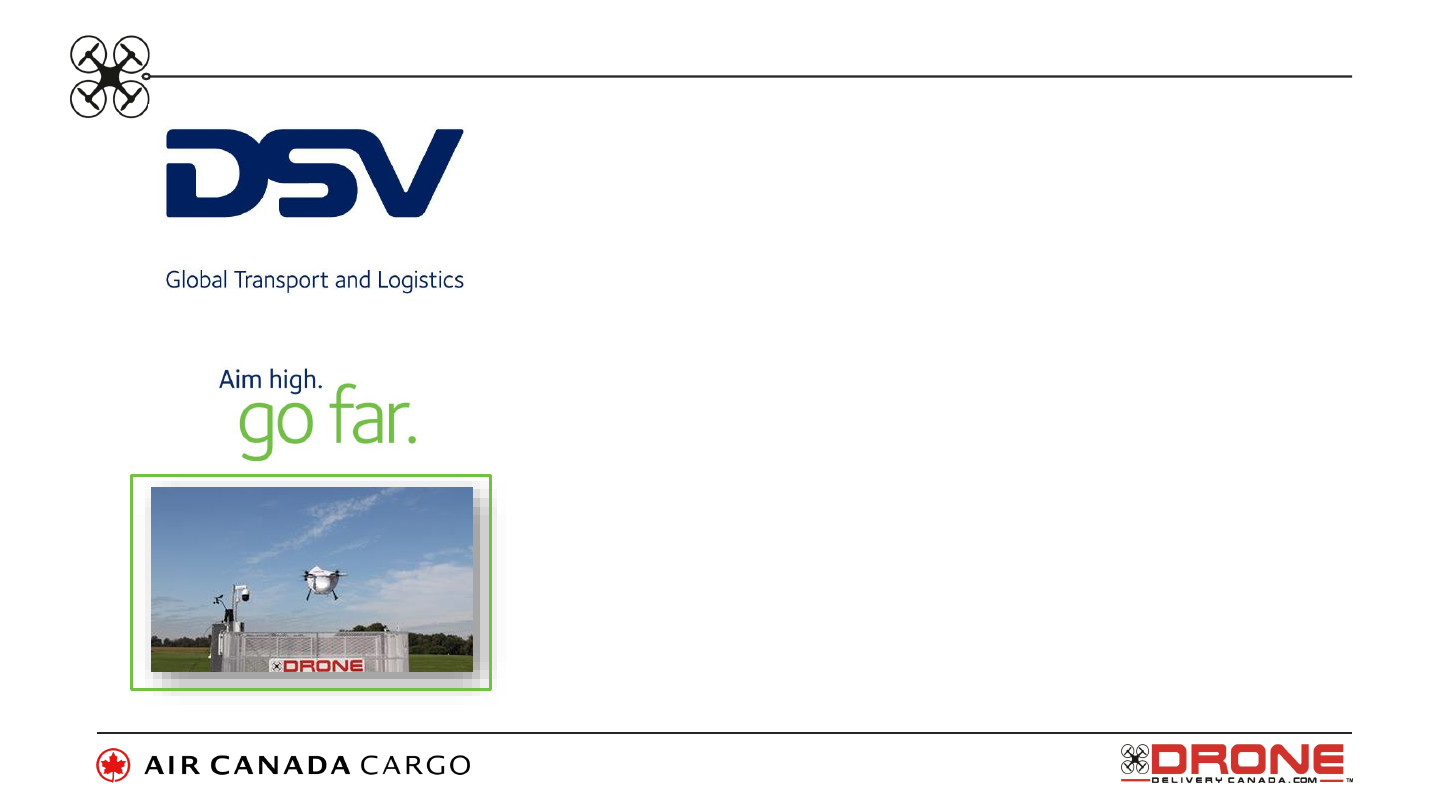 DSV
Global Transport and Logistics
Aim high.
go far.
DRONE
AIR CANADA CARGO
DRONE
DELIVERY CANADA.COM
TM